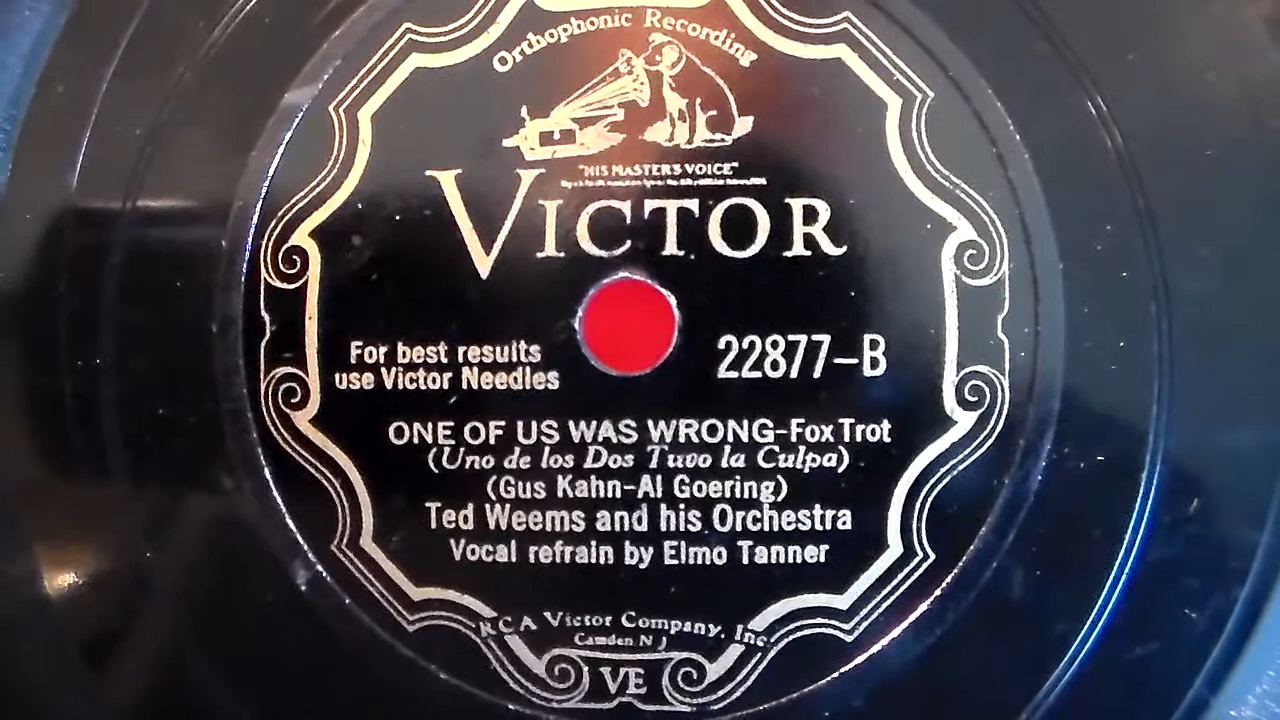 Orthophonic Recording
"HIS MASTER'S VOICE"
VICTOR
For best results
use Victor Needles
22877-B
ONE OF US WAS WRONG-Fox Trot
(Uno de los Dos Tuvo la Culpa)
(Gus Kahn-Al Goering)
Ted Weems and his Orchestra
Vocal refrain by Elmo Tanner
RCA Victor Company, Inc
Camden N J
VE